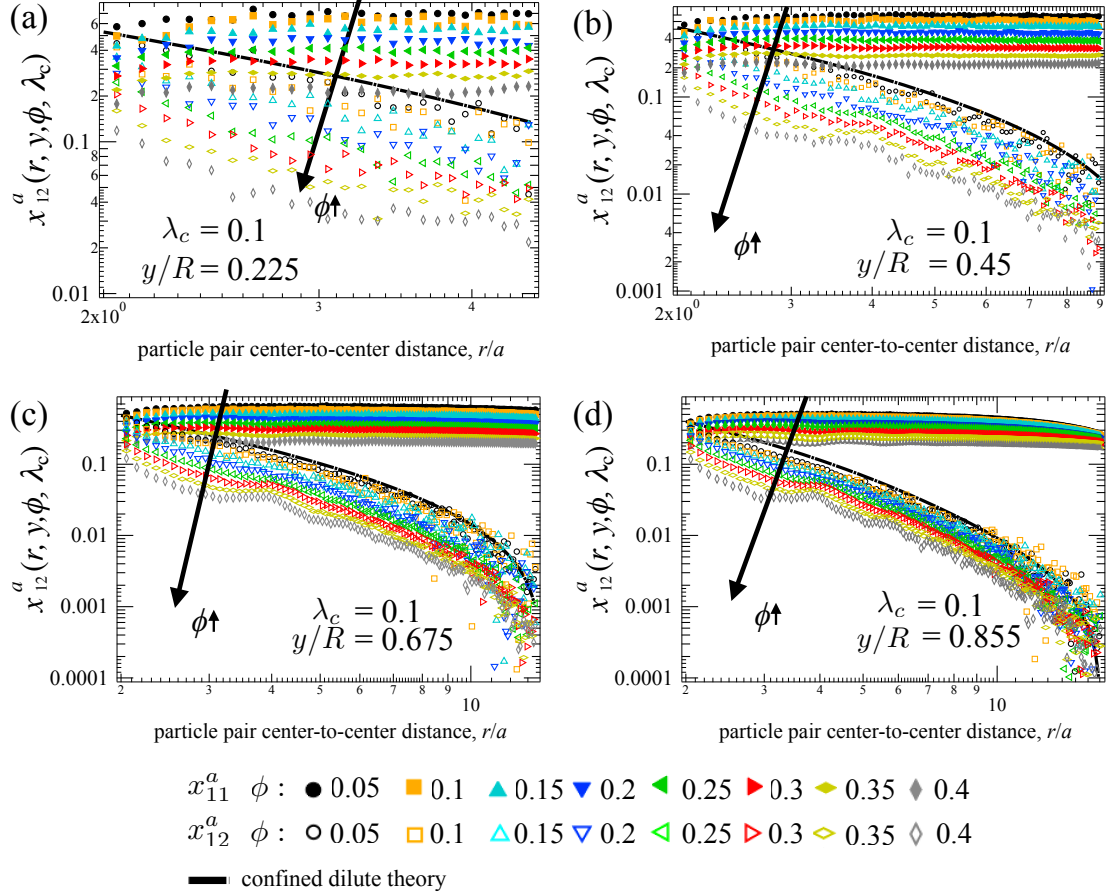 (a)
x^a_12(r, y,ϕ, λ_c)
6
4
2
0.1
8
6
4
2
0.01
ϕ↑
λ_c = 0.1
y/R = 0.225
2x10^0
3
4
particle pair center-to-center distance, r/a
(b)
x^a_12(r, y,ϕ, λ_c)
4
2
0.1
4
2
0.01
4
2
0.001
ϕ↑
λ_c = 0.1
y/R = 0.45
2x10^0
3
4
5
6
7
8
9
particle pair center-to-center distance, r/a
(c)
x^a_12(r, y,ϕ, λ_c)
0.1
0.01
0.001
0.0001
ϕ↑
λ_c = 0.1
y/R = 0.675
2
3
4
5
6
7
8
9
10
particle pair center-to-center distance, r/a
(d)
x^a_12(r, y,ϕ, λ_c)
0.1
0.01
0.001
0.0001
ϕ↑
λ_c = 0.1
y/R = 0.855
2
3
4
5
6
7
8
9
10
particle pair center-to-center distance, r/a
x^a_11 ϕ : 0.05 0.1 0.15 0.2 0.25 0.3 0.35 0.4
x^a_12 ϕ : 0.05 0.1 0.15 0.2 0.25 0.3 0.35 0.4
confined dilute theory